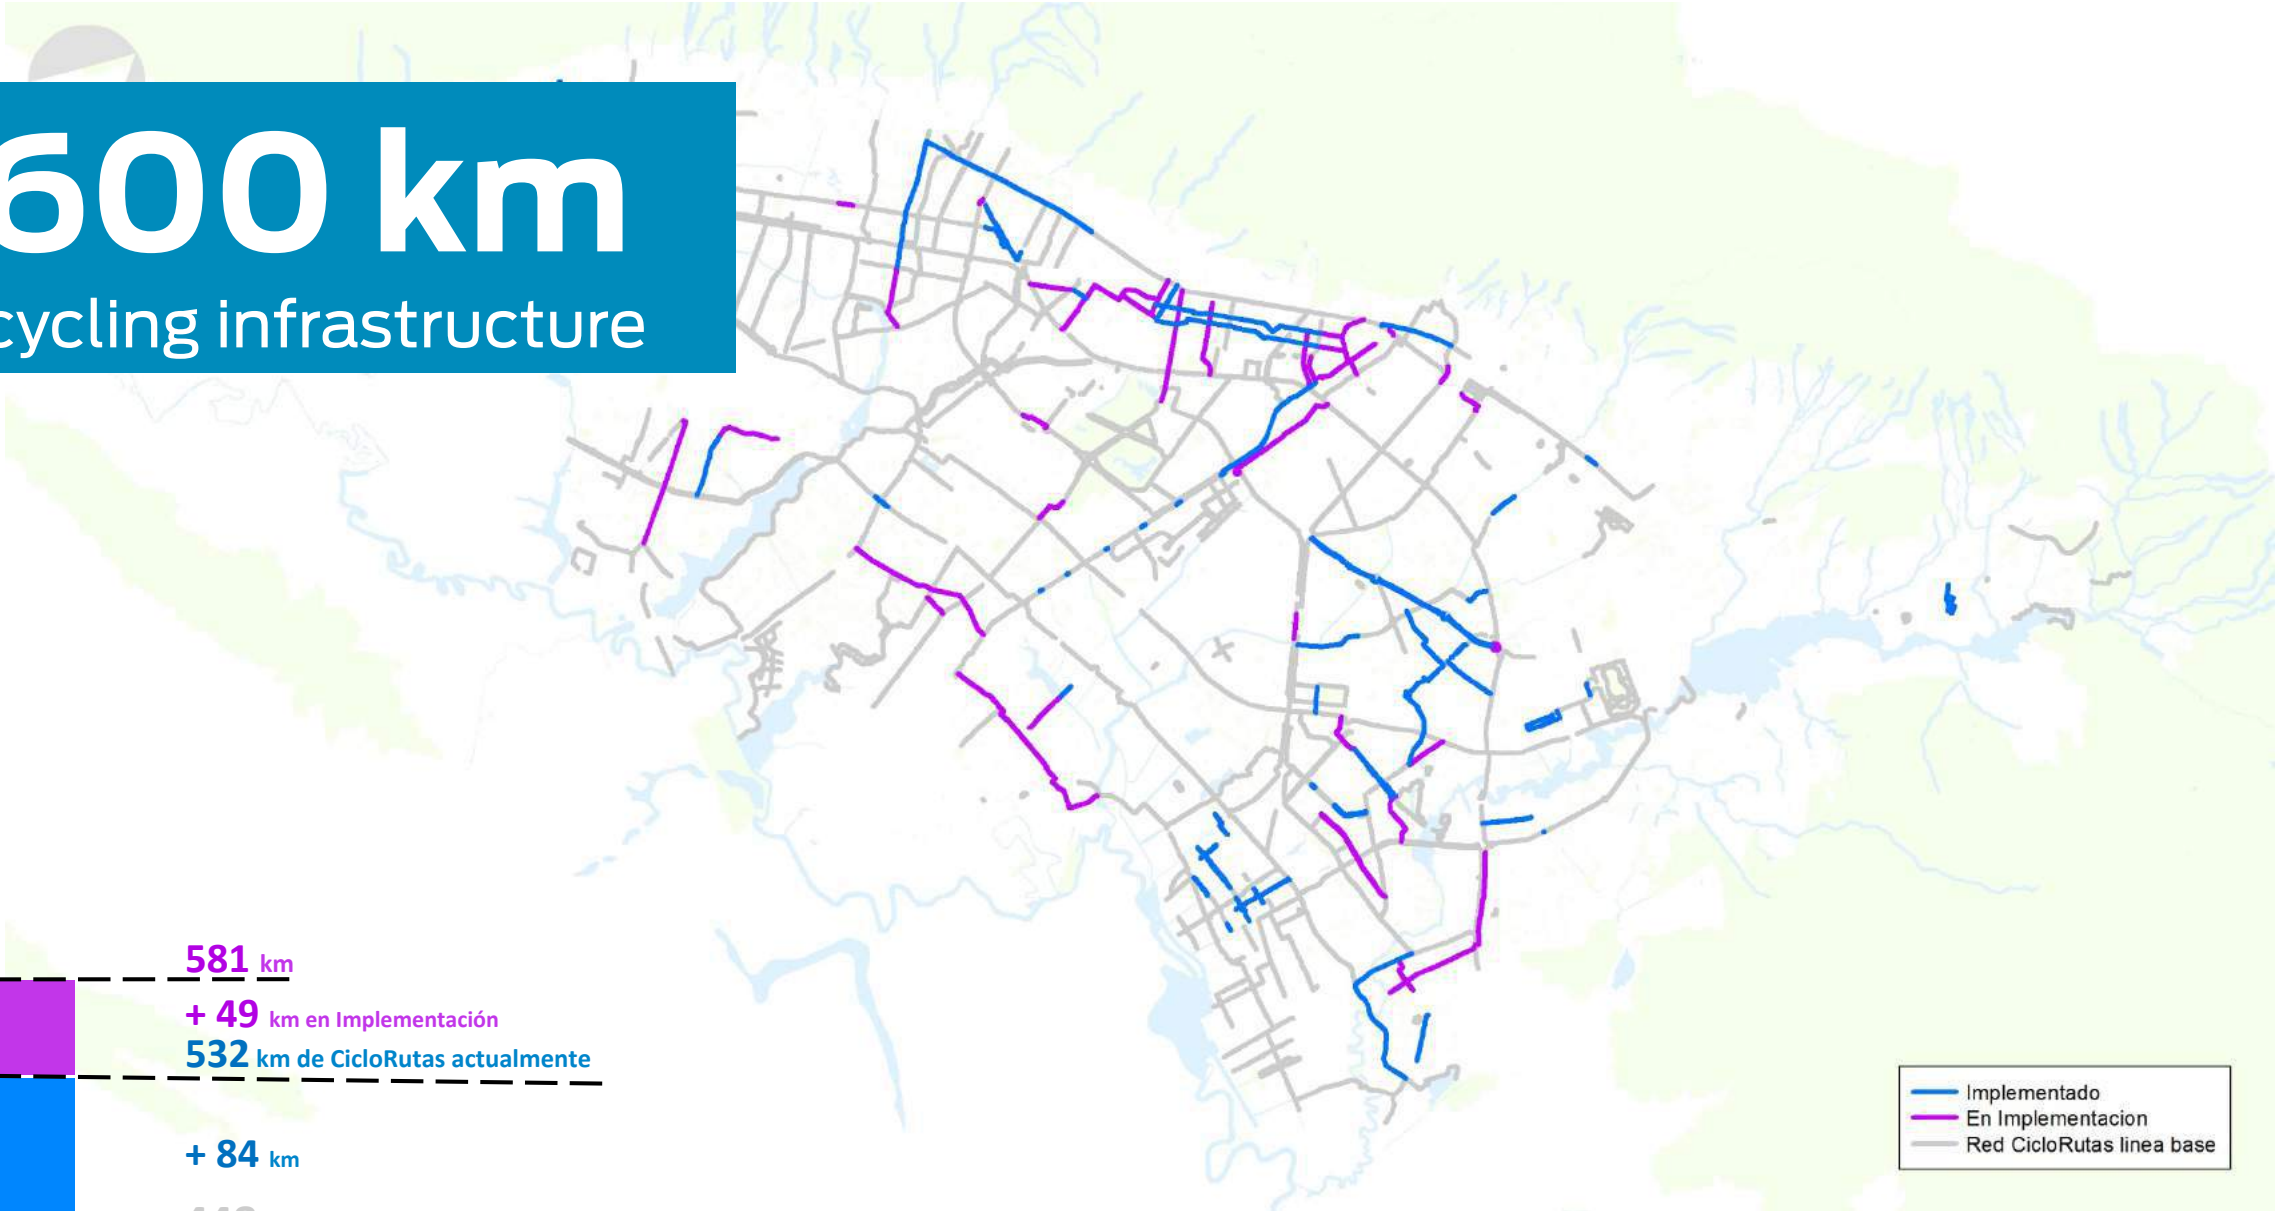 600 km
cycling infrastructure
581 km
+ 49 km en Implementación
532 km de CicloRutas actualmente
+ 84 km
Implementado
En Implementacion
Red CicloRutas linea base